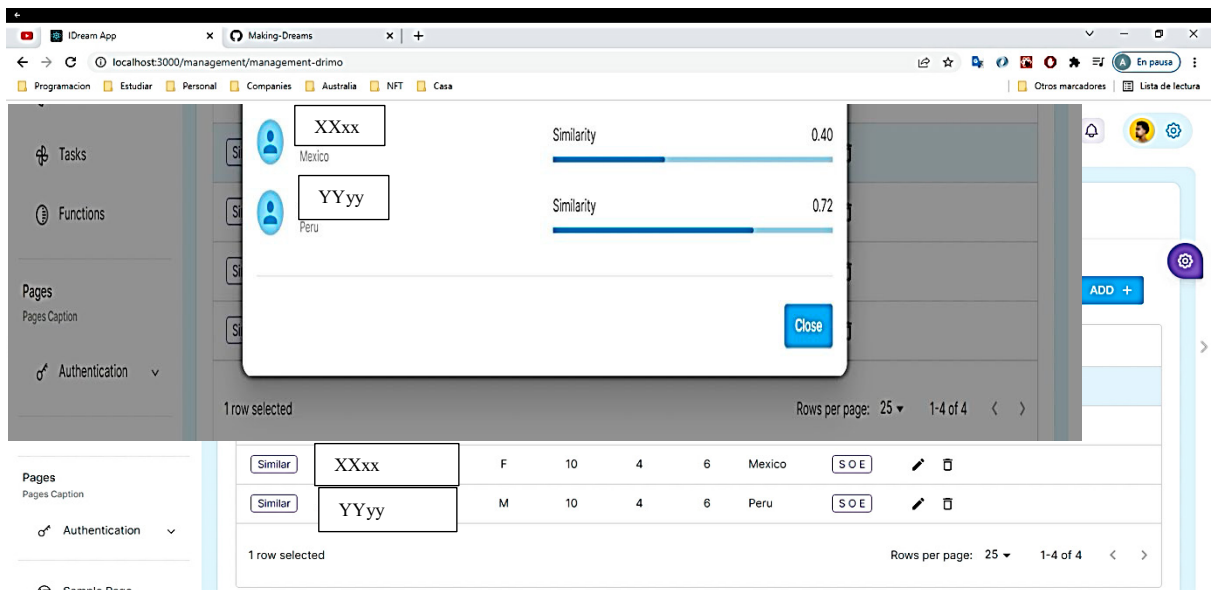 IDream App
Making-Dreams
localhost:3000/management/management-drimo
En pausa
Programacion Estudiar Personal Companies Australia NFT Casa Otros marcadores Lista de lectura
XXxx
Similarity 0.40
Mexico
Tasks
YYyy
Similarity 0.72
Peru
Functions
Pages
Pages Caption
ADD +
Close
Authentication
1 row selected Rows per page: 25 1-4 of 4
Similar XXxx F 10 4 6 Mexico S O E
Pages
Pages Caption
Similar YYyy M 10 4 6 Peru S O E
Authentication
1 row selected Rows per page: 25 1-4 of 4